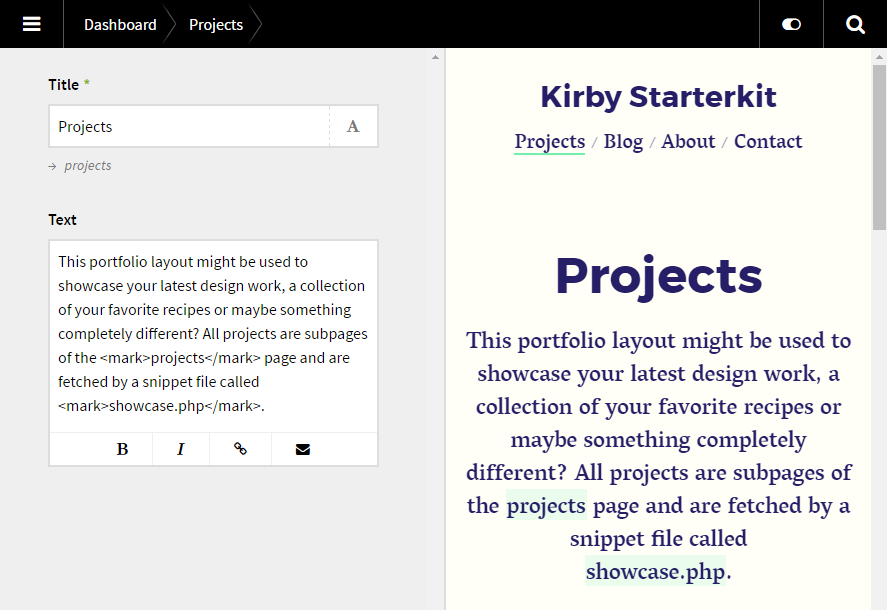 Dashboard Projects
Title *
Projects A
→ projects
Text
This portfolio layout might be used to
showcase your latest design work, a collection
of your favorite recipes or maybe something
completely different? All projects are subpages
of the <mark>projects</mark> page and are
fetched by a snippet file called
<mark>showcase.php</mark>.
B I
Kirby Starterkit
Projects / Blog / About / Contact
Projects
This portfolio layout might be used to
showcase your latest design work, a
collection of your favorite recipes or
maybe something completely
different? All projects are subpages of
the projects page and are fetched by a
snippet file called
showcase.php.